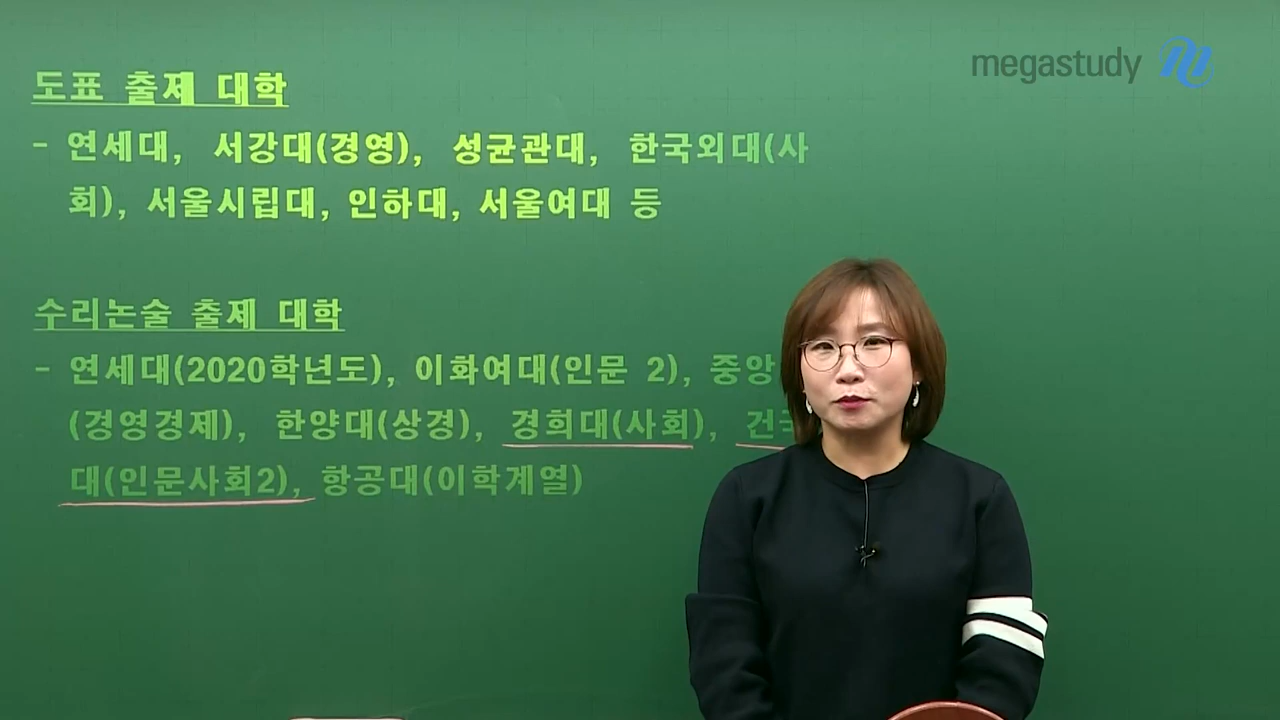 megastudy
도표 출제 대학
- 연세대, 서강대(경영), 성균관대, 한국외대(사
회), 서울시립대, 인하대, 서울여대 등
수리논술 출제 대학
- 연세대(2020학년도), 이화여대(인문 2), 중앙
(경영경제), 한양대(상경), 경희대(사회), 건국
대(인문사회2), 항공대(이학계열)